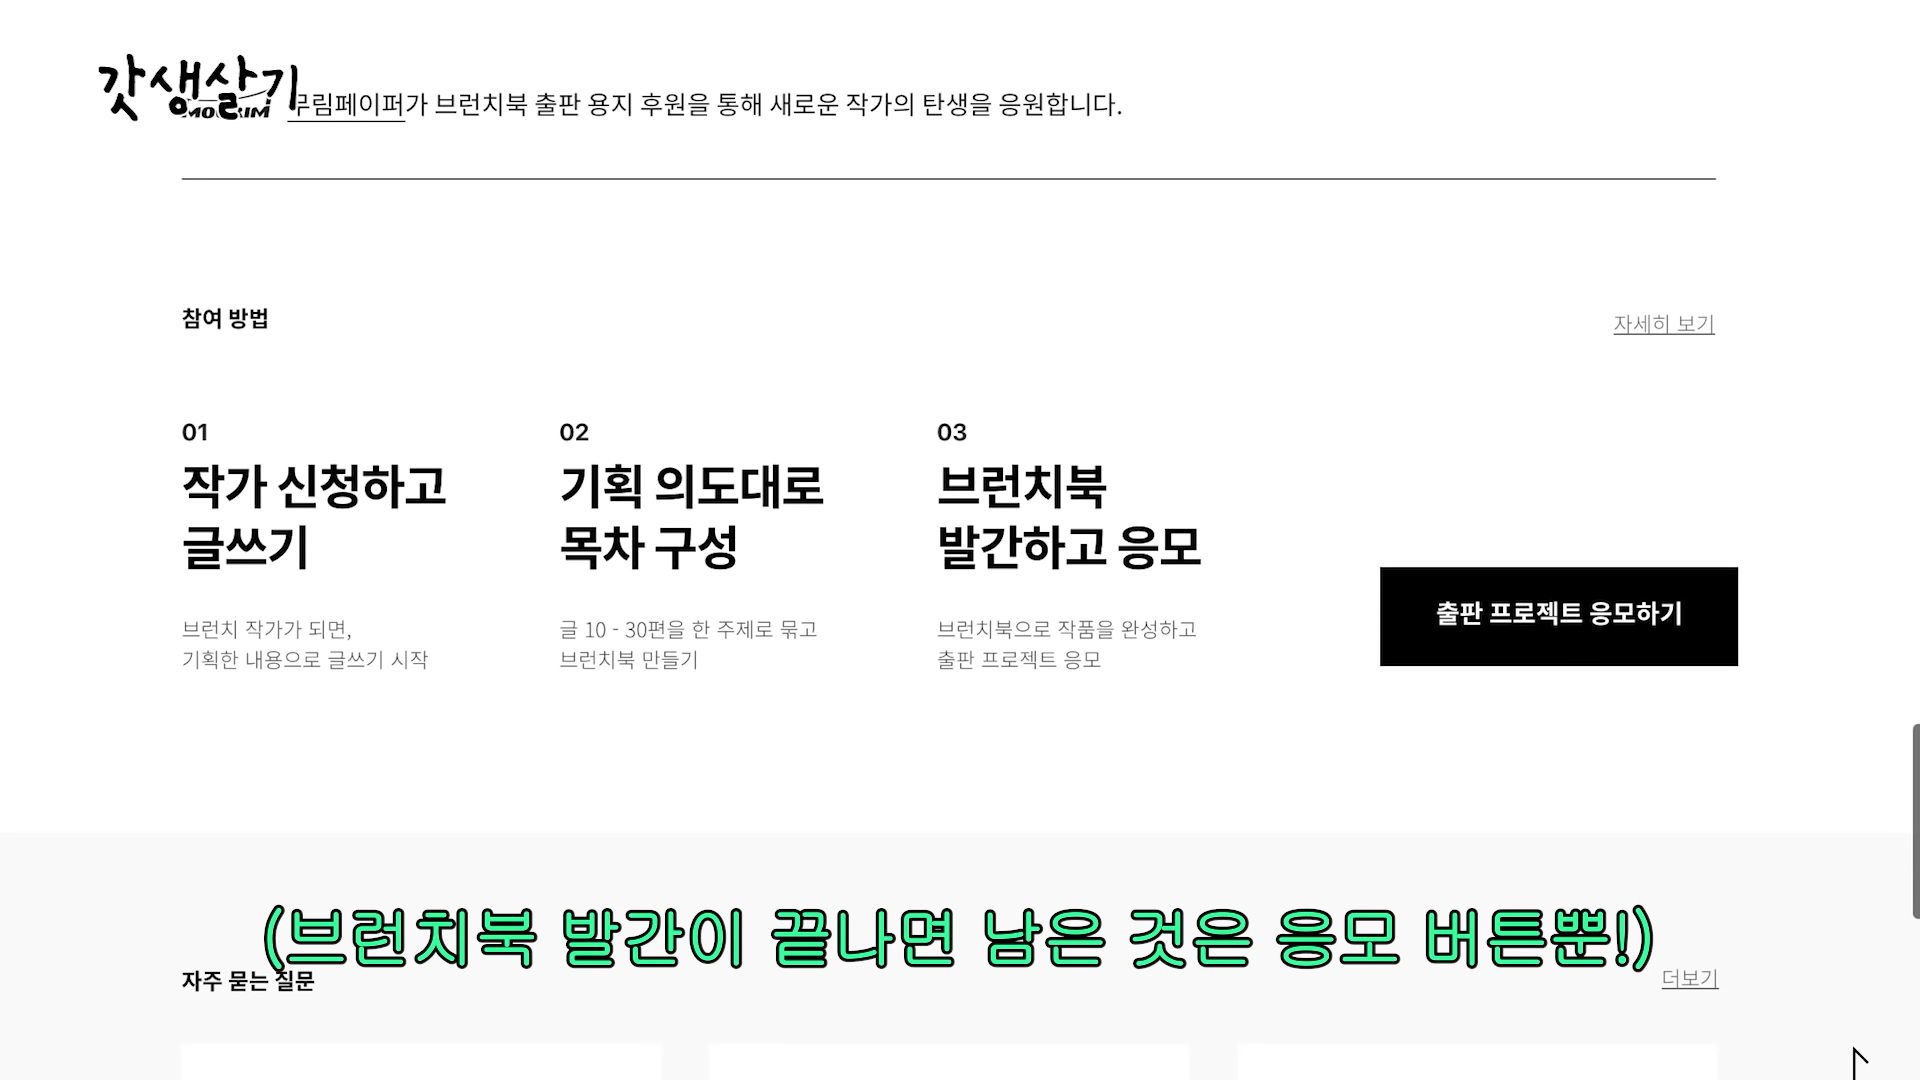 갓생살기
무림페이퍼가 브런치북 출판 용지 후원을 통해 새로운 작가의 탄생을 응원합니다.
참여 방법
자세히 보기
01
작가 신청하고
글쓰기
브런치 작가가 되면,
기획한 내용으로 글쓰기 시작
02
기획 의도대로
목차 구성
글 10 - 30편을 한 주제로 묶고
브런치북 만들기
03
브런치북
발간하고 응모
브런치북으로 작품을 완성하고
출판 프로젝트 응모
출판 프로젝트 응모하기
(브런치북 발간이 끝나면 남은 것은 응모 버튼뿐!)
자주 묻는 질문
더보기